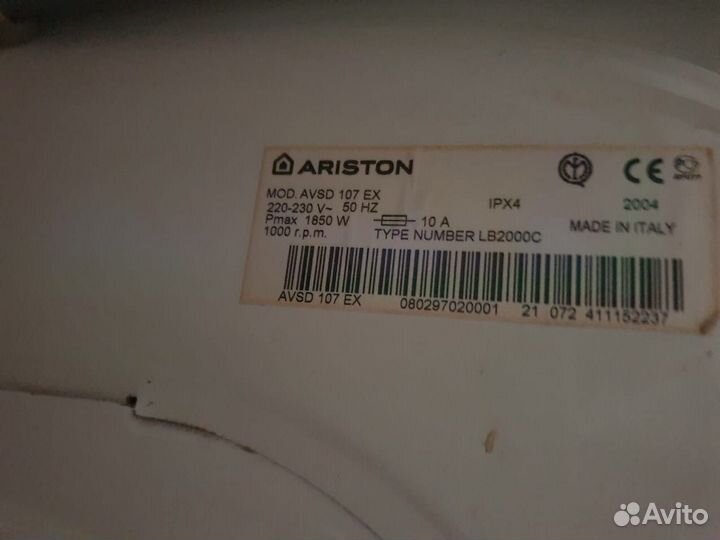 ARISTON
MOD. AVSD 107 EX
220-230 V~ 50 HZ
Pmax 1850 W 10 A
1000 r.p.m. TYPE NUMBER LB2000C
IPX4
CE
2004
MADE IN ITALY
AVSD 107 EX 080297020001 21 072 411152237
Avito